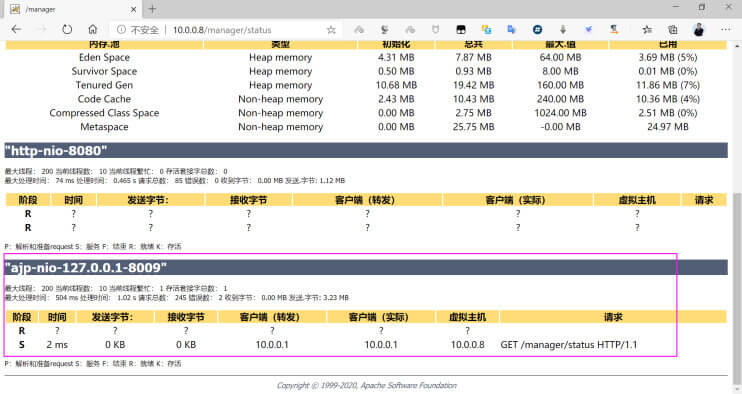 /manager
不安全 | 10.0.0.8/manager/status
内存.池 类型 初始化 总共 最大.值 已用
Eden Space Heap memory 4.31 MB 7.87 MB 64.00 MB 3.69 MB (5%)
Survivor Space Heap memory 0.50 MB 0.93 MB 8.00 MB 0.01 MB (0%)
Tenured Gen Heap memory 10.68 MB 19.42 MB 160.00 MB 11.86 MB (7%)
Code Cache Non-heap memory 2.43 MB 10.43 MB 240.00 MB 10.36 MB (4%)
Compressed Class Space Non-heap memory 0.00 MB 2.75 MB 1024.00 MB 2.51 MB (0%)
Metaspace Non-heap memory 0.00 MB 25.75 MB -0.00 MB 24.97 MB
"http-nio-8080"
最大线程： 200 当前线程数： 10 当前线程繁忙： 0 存活套接字总数： 0
最大处理时间： 74 ms 处理时间： 0.465 s 请求总数： 85 错误数： 0 收到字节： 0.00 MB 发送.字节: 1.12 MB
阶段 时间 发送字节： 接收字节 客户端（转发） 客户端（实际） 虚拟主机 请求
R ? ? ? ? ? ?
R ? ? ? ? ? ?
P：解析和准备request S：服务 F：结束 R：就绪 K：存活
"ajp-nio-127.0.0.1-8009"
最大线程： 200 当前线程数： 10 当前线程繁忙： 1 存活套接字总数： 1
最大处理时间： 504 ms 处理时间： 1.02 s 请求总数： 245 错误数： 2 收到字节： 0.00 MB 发送.字节: 3.23 MB
阶段 时间 发送字节： 接收字节 客户端（转发） 客户端（实际） 虚拟主机 请求
R ? ? ? ? ? ?
S 2 ms 0 KB 0 KB 10.0.0.1 10.0.0.1 10.0.0.8 GET /manager/status HTTP/1.1
P：解析和准备request S：服务 F：结束 R：就绪 K：存活
Copyright © 1999-2020, Apache Software Foundation